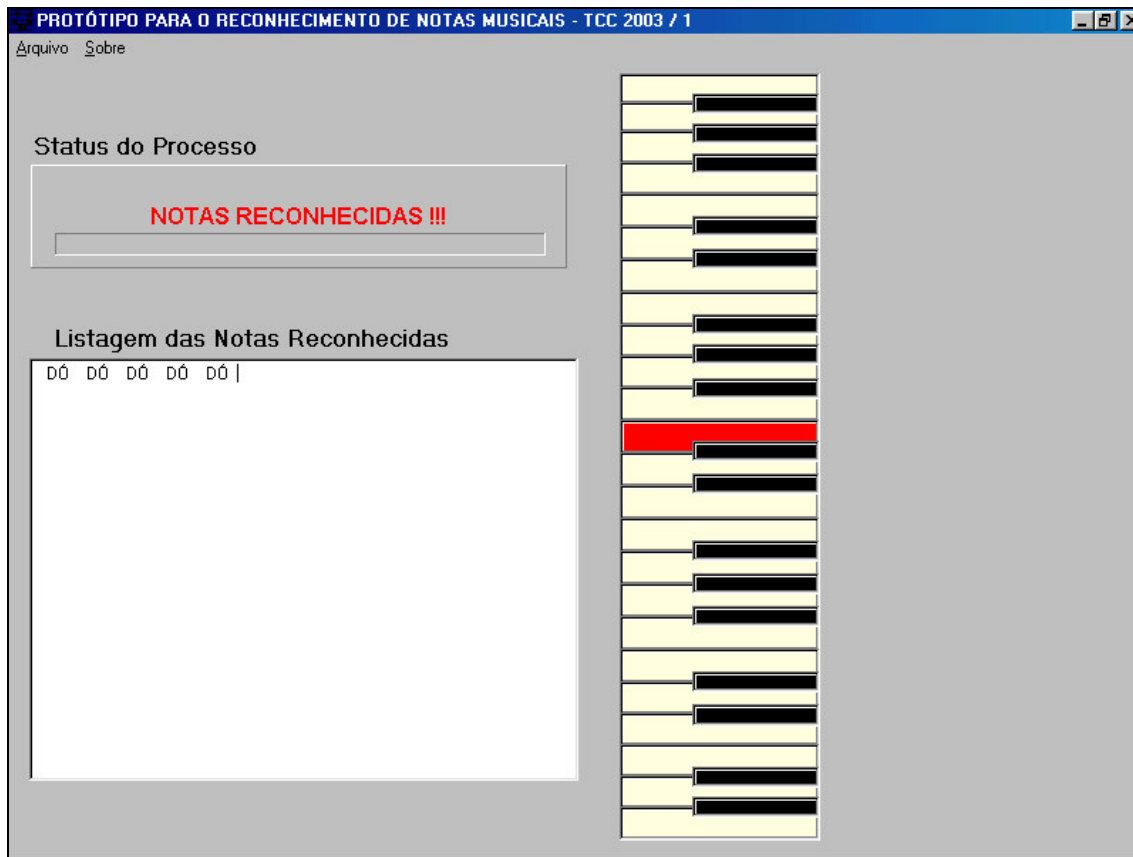 PROTÓTIPO PARA O RECONHECIMENTO DE NOTAS MUSICAIS - TCC 2003 / 1
Arquivo Sobre
Status do Processo
NOTAS RECONHECIDAS !!!
Listagem das Notas Reconhecidas
DÓ DÓ DÓ DÓ DÓ